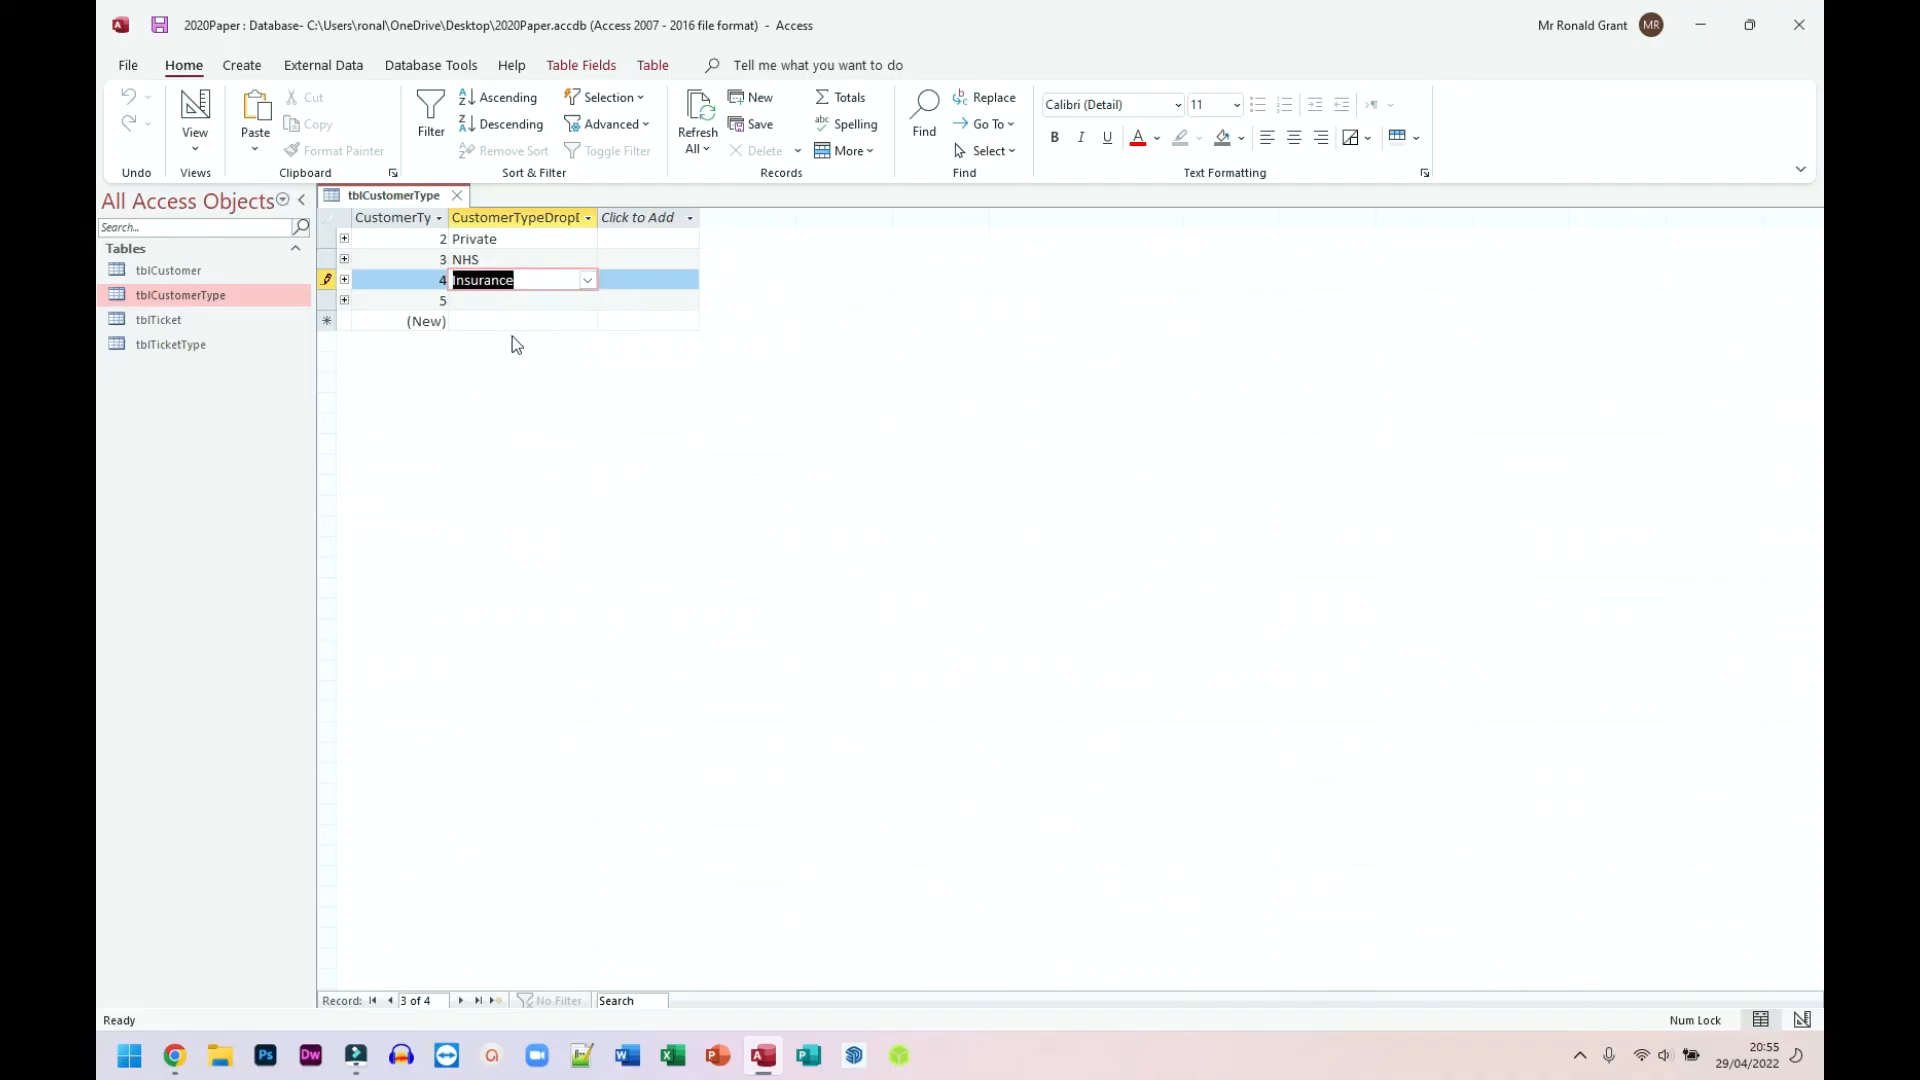 2020Paper : Database- C:\Users\ronal\OneDrive\Desktop\2020Paper.accdb (Access 2007 - 2016 file format)  -  Access
Mr Ronald Grant
MR
File Home Create External Data Database Tools Help Table Fields Table Tell me what you want to do
Cut
Ascending
Selection
New
Totals
Replace
Calibri (Detail)
11
View
Paste
Copy
Filter
Descending
Advanced
Refresh All
Save
Spelling
Find
Go To
Format Painter
Remove Sort
Toggle Filter
Delete
More
Select
B I U A
Undo
Views
Clipboard
Sort & Filter
Records
Find
Text Formatting
All Access Objects
tblCustomerType
Search...
CustomerTy
CustomerTypeDropD
Click to Add
Tables
2 Private
3 NHS
tblCustomer
4 Insurance
tblCustomerType
5
tblTicket
(New)
tblTicketType
Record: 3 of 4 No Filter Search
Ready
Num Lock
20:55
29/04/2022